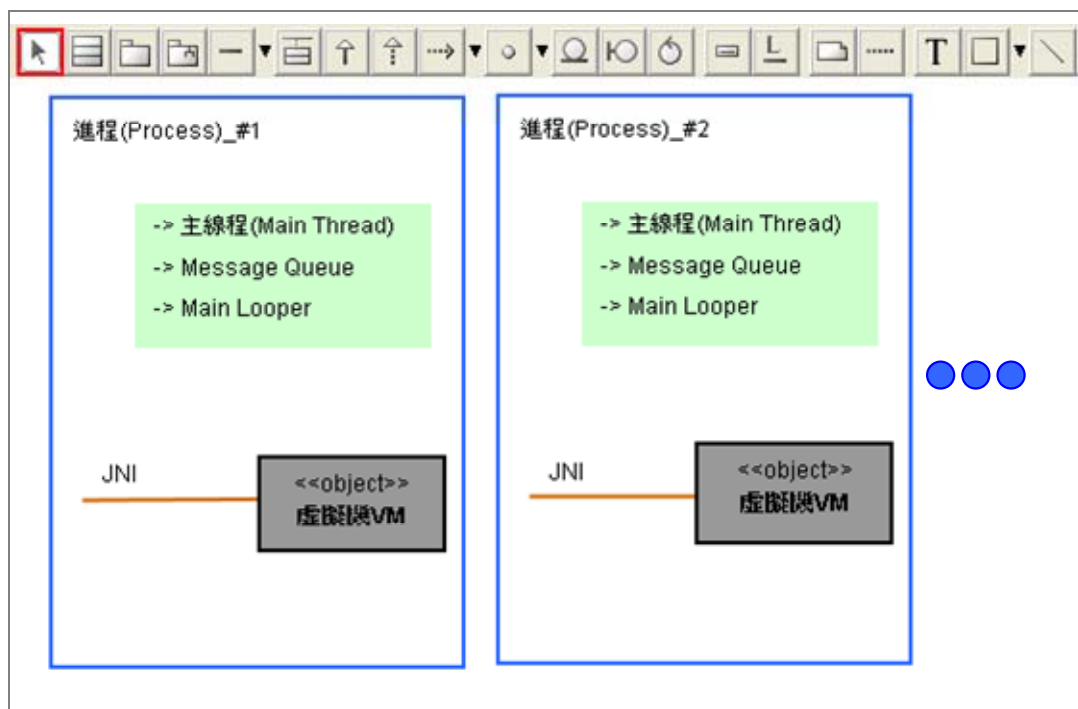 T
進程(Process)_#1
-> 主線程(Main Thread)
-> Message Queue
-> Main Looper
JNI
<<object>>
虛擬機VM
進程(Process)_#2
-> 主線程(Main Thread)
-> Message Queue
-> Main Looper
JNI
<<object>>
虛擬機VM